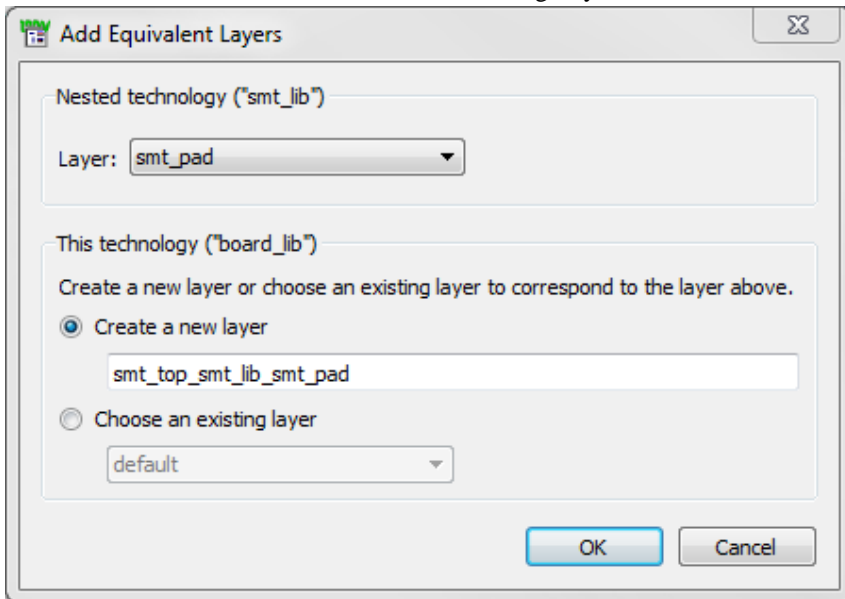 Add Equivalent Layers
Nested technology ("smt_lib")
Layer: smt_pad
This technology ("board_lib")
Create a new layer or choose an existing layer to correspond to the layer above.
Create a new layer
smt_top_smt_lib_smt_pad
Choose an existing layer
default
OK Cancel